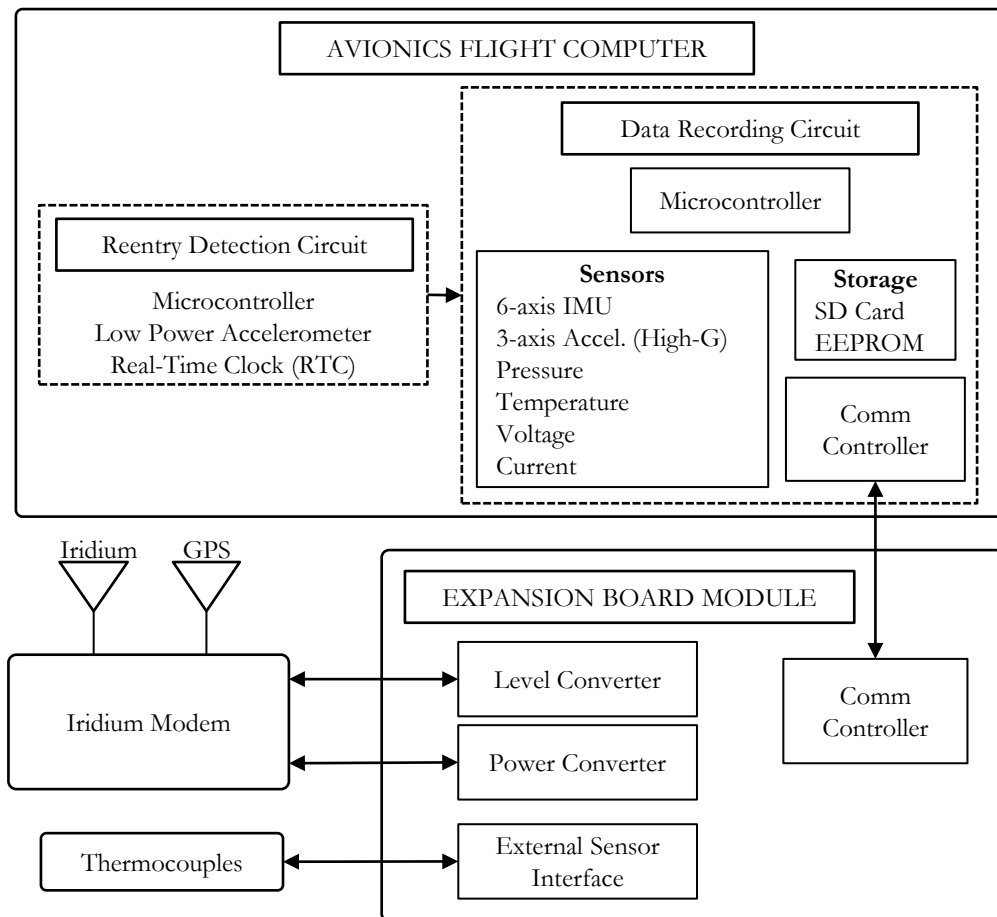 AVIONICS FLIGHT COMPUTER
Data Recording Circuit
Microcontroller
Reentry Detection Circuit
Microcontroller
Low Power Accelerometer
Real-Time Clock (RTC)
Sensors
6-axis IMU
3-axis Accel. (High-G)
Pressure
Temperature
Voltage
Current
Storage
SD Card
EEPROM
Comm
Controller
Iridium
GPS
EXPANSION BOARD MODULE
Iridium Modem
Level Converter
Power Converter
Comm
Controller
Thermocouples
External Sensor
Interface